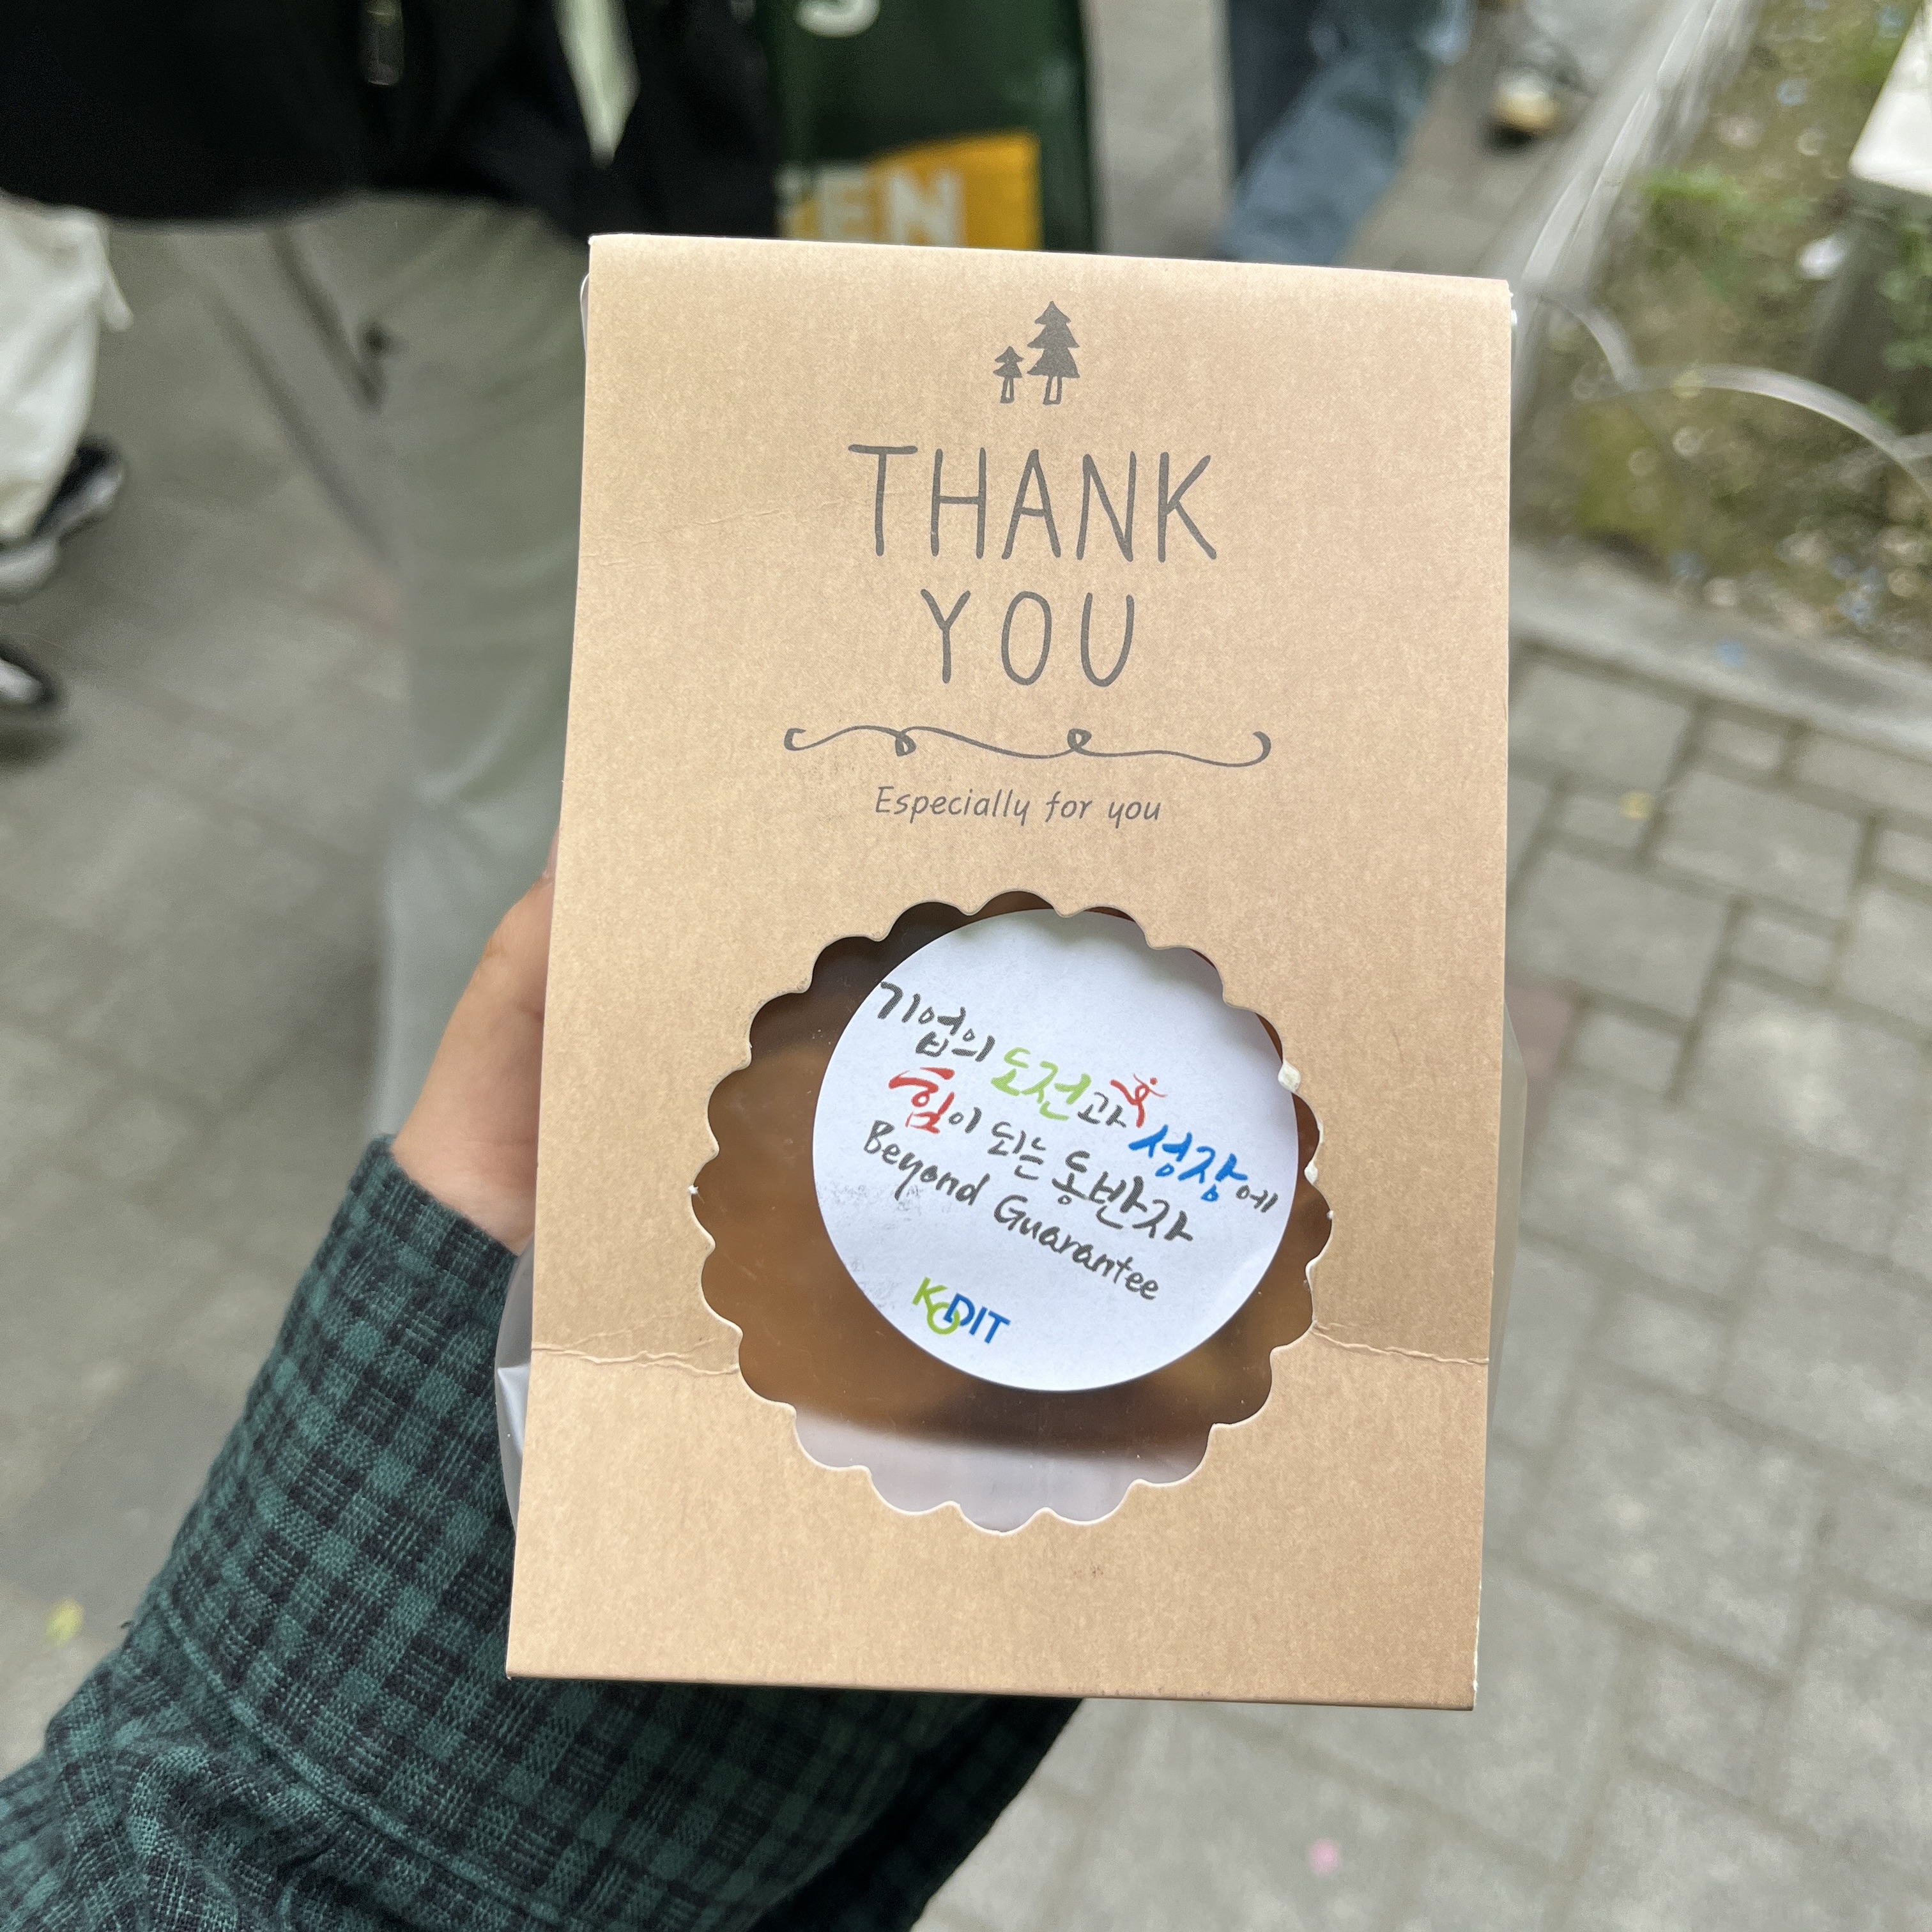 EN
THANK
YOU
Especially for you
기업의 도전과 성장에
힘이 되는 동반자
Beyond Guarantee
KODIT